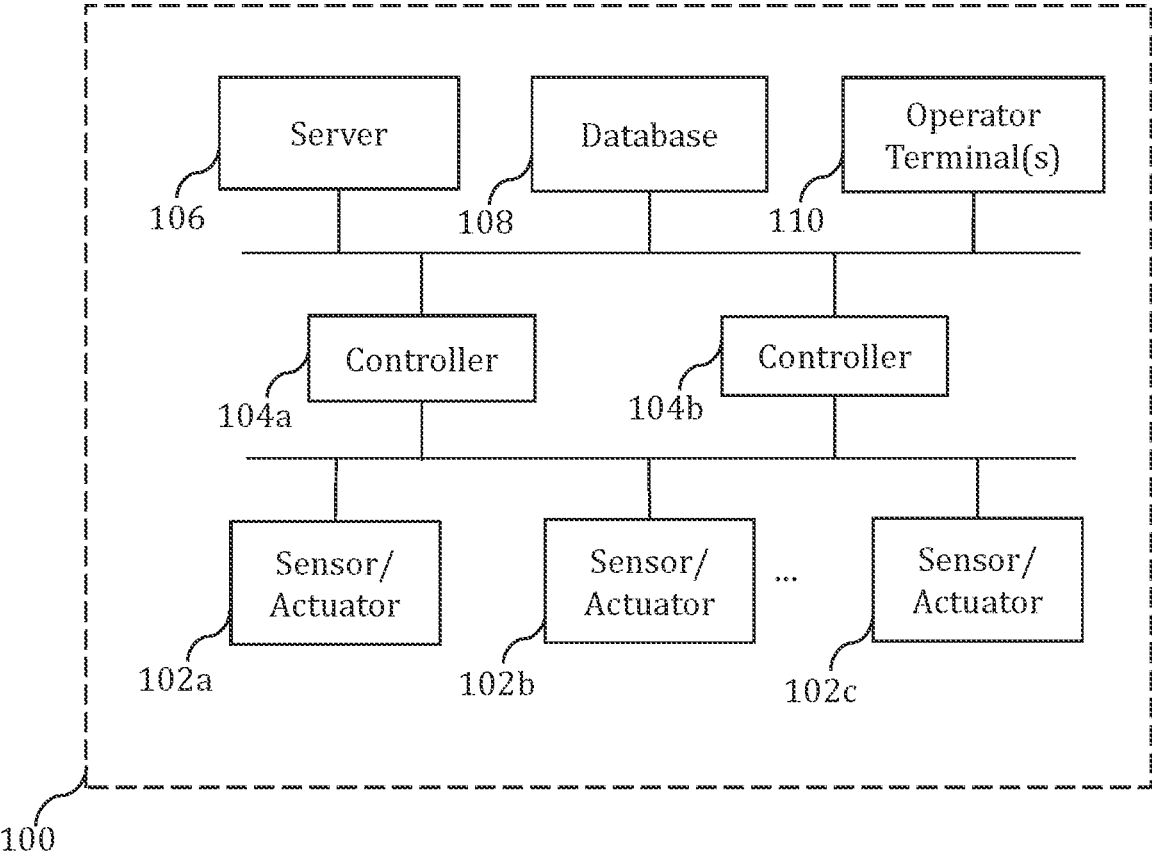 Server
Database
Operator
Terminal(s)
106
108
110
Controller
Controller
104a
104b
Sensor/
Actuator
Sensor/
Actuator
...
Sensor/
Actuator
102a
102b
102c
100